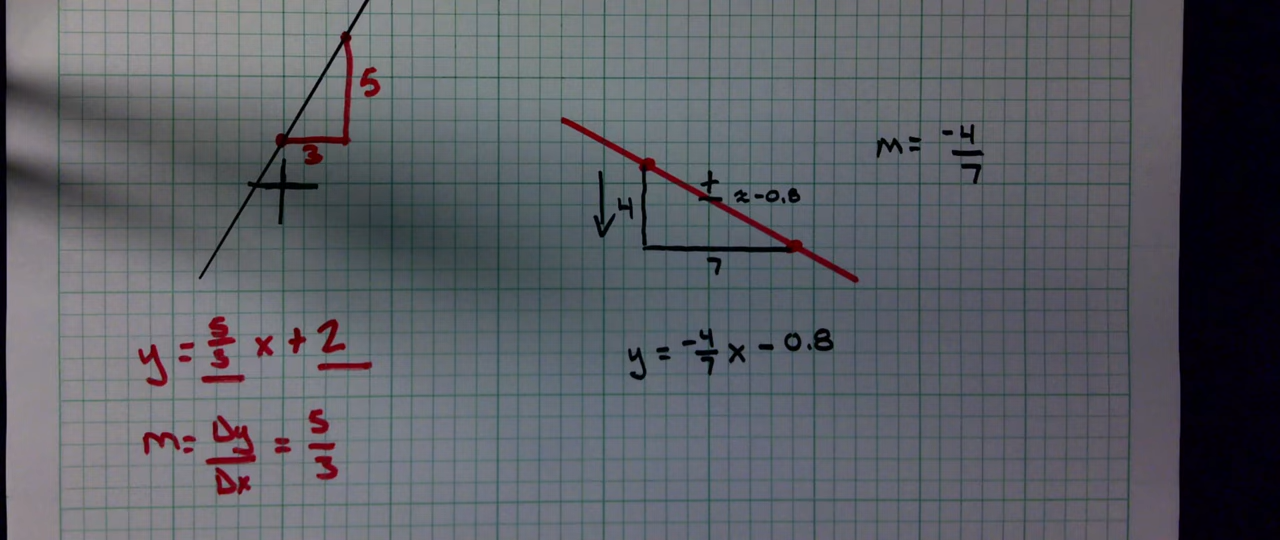 5
3
y = 5/3 x + 2
m = Δy/Δx = 5/3
m = -4/7
≈ -0.8
4
7
y = -4/7 x - 0.8